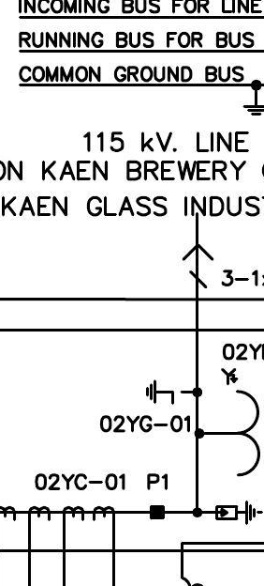 INCOMING BUS FOR LINE
RUNNING BUS FOR BUS
COMMON GROUND BUS
115 kV. LINE
ON KAEN BREWERY
KAEN GLASS INDUST
3-1
02Y
02YG-01
02YC-01 P1